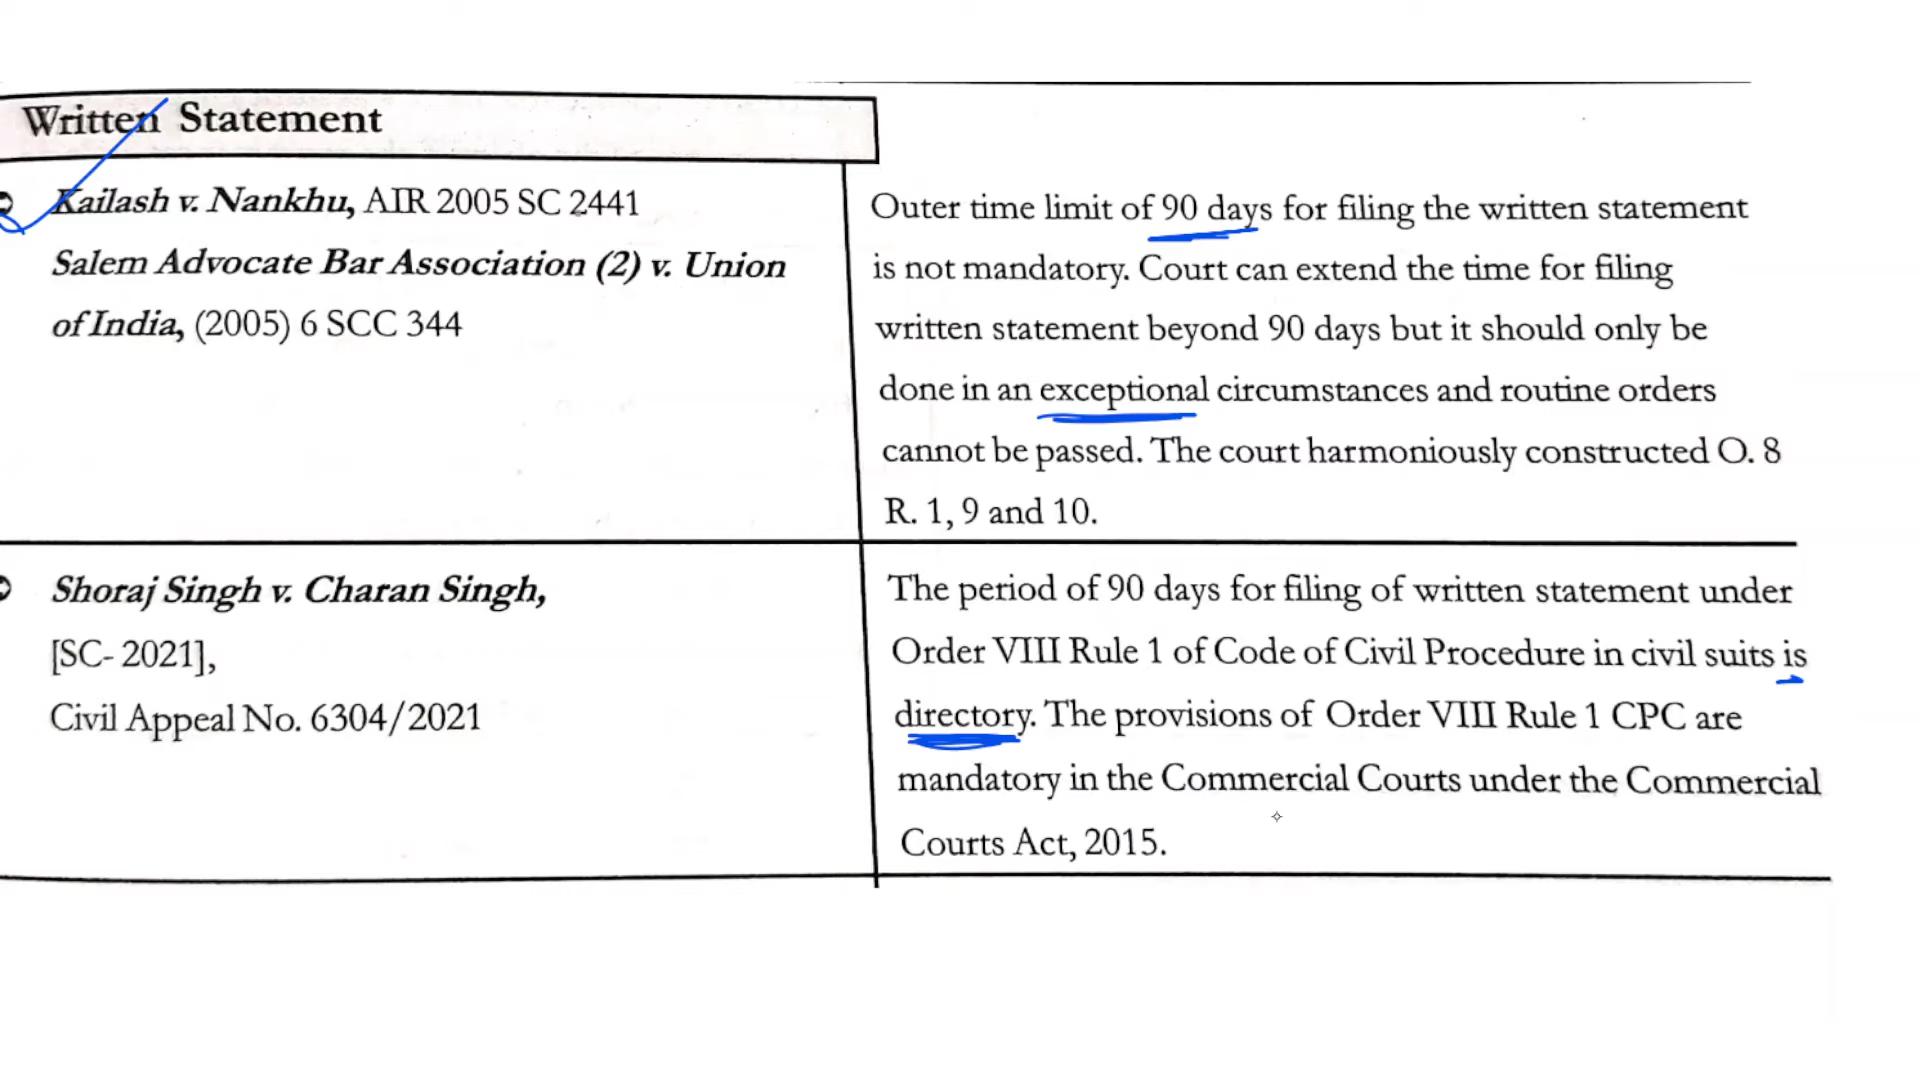 Written Statement
Kailash v. Nankhu, AIR 2005 SC 2441
Salem Advocate Bar Association (2) v. Union
of India, (2005) 6 SCC 344
Outer time limit of 90 days for filing the written statement
is not mandatory. Court can extend the time for filing
written statement beyond 90 days but it should only be
done in an exceptional circumstances and routine orders
cannot be passed. The court harmoniously constructed O. 8
R. 1, 9 and 10.
Shoraj Singh v. Charan Singh,
[SC- 2021],
Civil Appeal No. 6304/2021
The period of 90 days for filing of written statement under
Order VIII Rule 1 of Code of Civil Procedure in civil suits is
directory. The provisions of Order VIII Rule 1 CPC are
mandatory in the Commercial Courts under the Commercial
Courts Act, 2015.